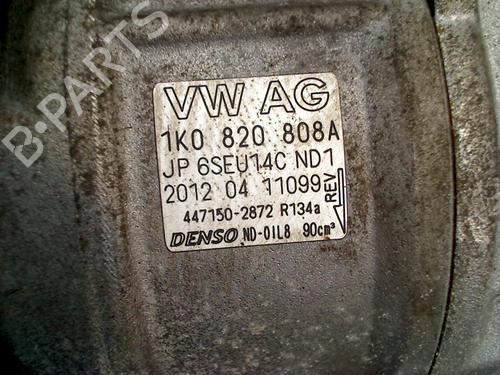 VW AG
1K0 820 808A
JP 6SEU14C ND1
2012 04 11099 REV
447150-2872 R134a
DENSO ND-OIL8 90cm³
B-PARTS